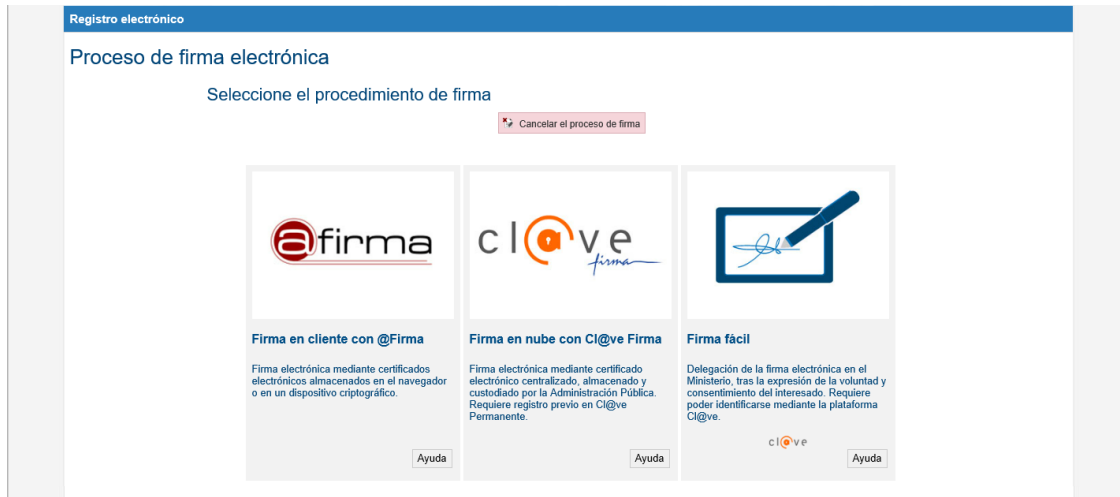 Registro electrónico
Proceso de firma electrónica
Seleccione el procedimiento de firma
Cancelar el proceso de firma
@firma
cl@ve
firma
Firma en cliente con @Firma
Firma electrónica mediante certificados
electrónicos almacenados en el navegador
o en un dispositivo criptográfico.
Ayuda
Firma en nube con Cl@ve Firma
Firma electrónica mediante certificado
electrónico centralizado, almacenado y
custodiado por la Administración Pública.
Requiere registro previo en Cl@ve
Permanente.
Ayuda
Firma fácil
Delegación de la firma electrónica en el
Ministerio, tras la expresión de la voluntad y
consentimiento del interesado. Requiere
poder identificarse mediante la plataforma
Cl@ve.
cl@ve
Ayuda